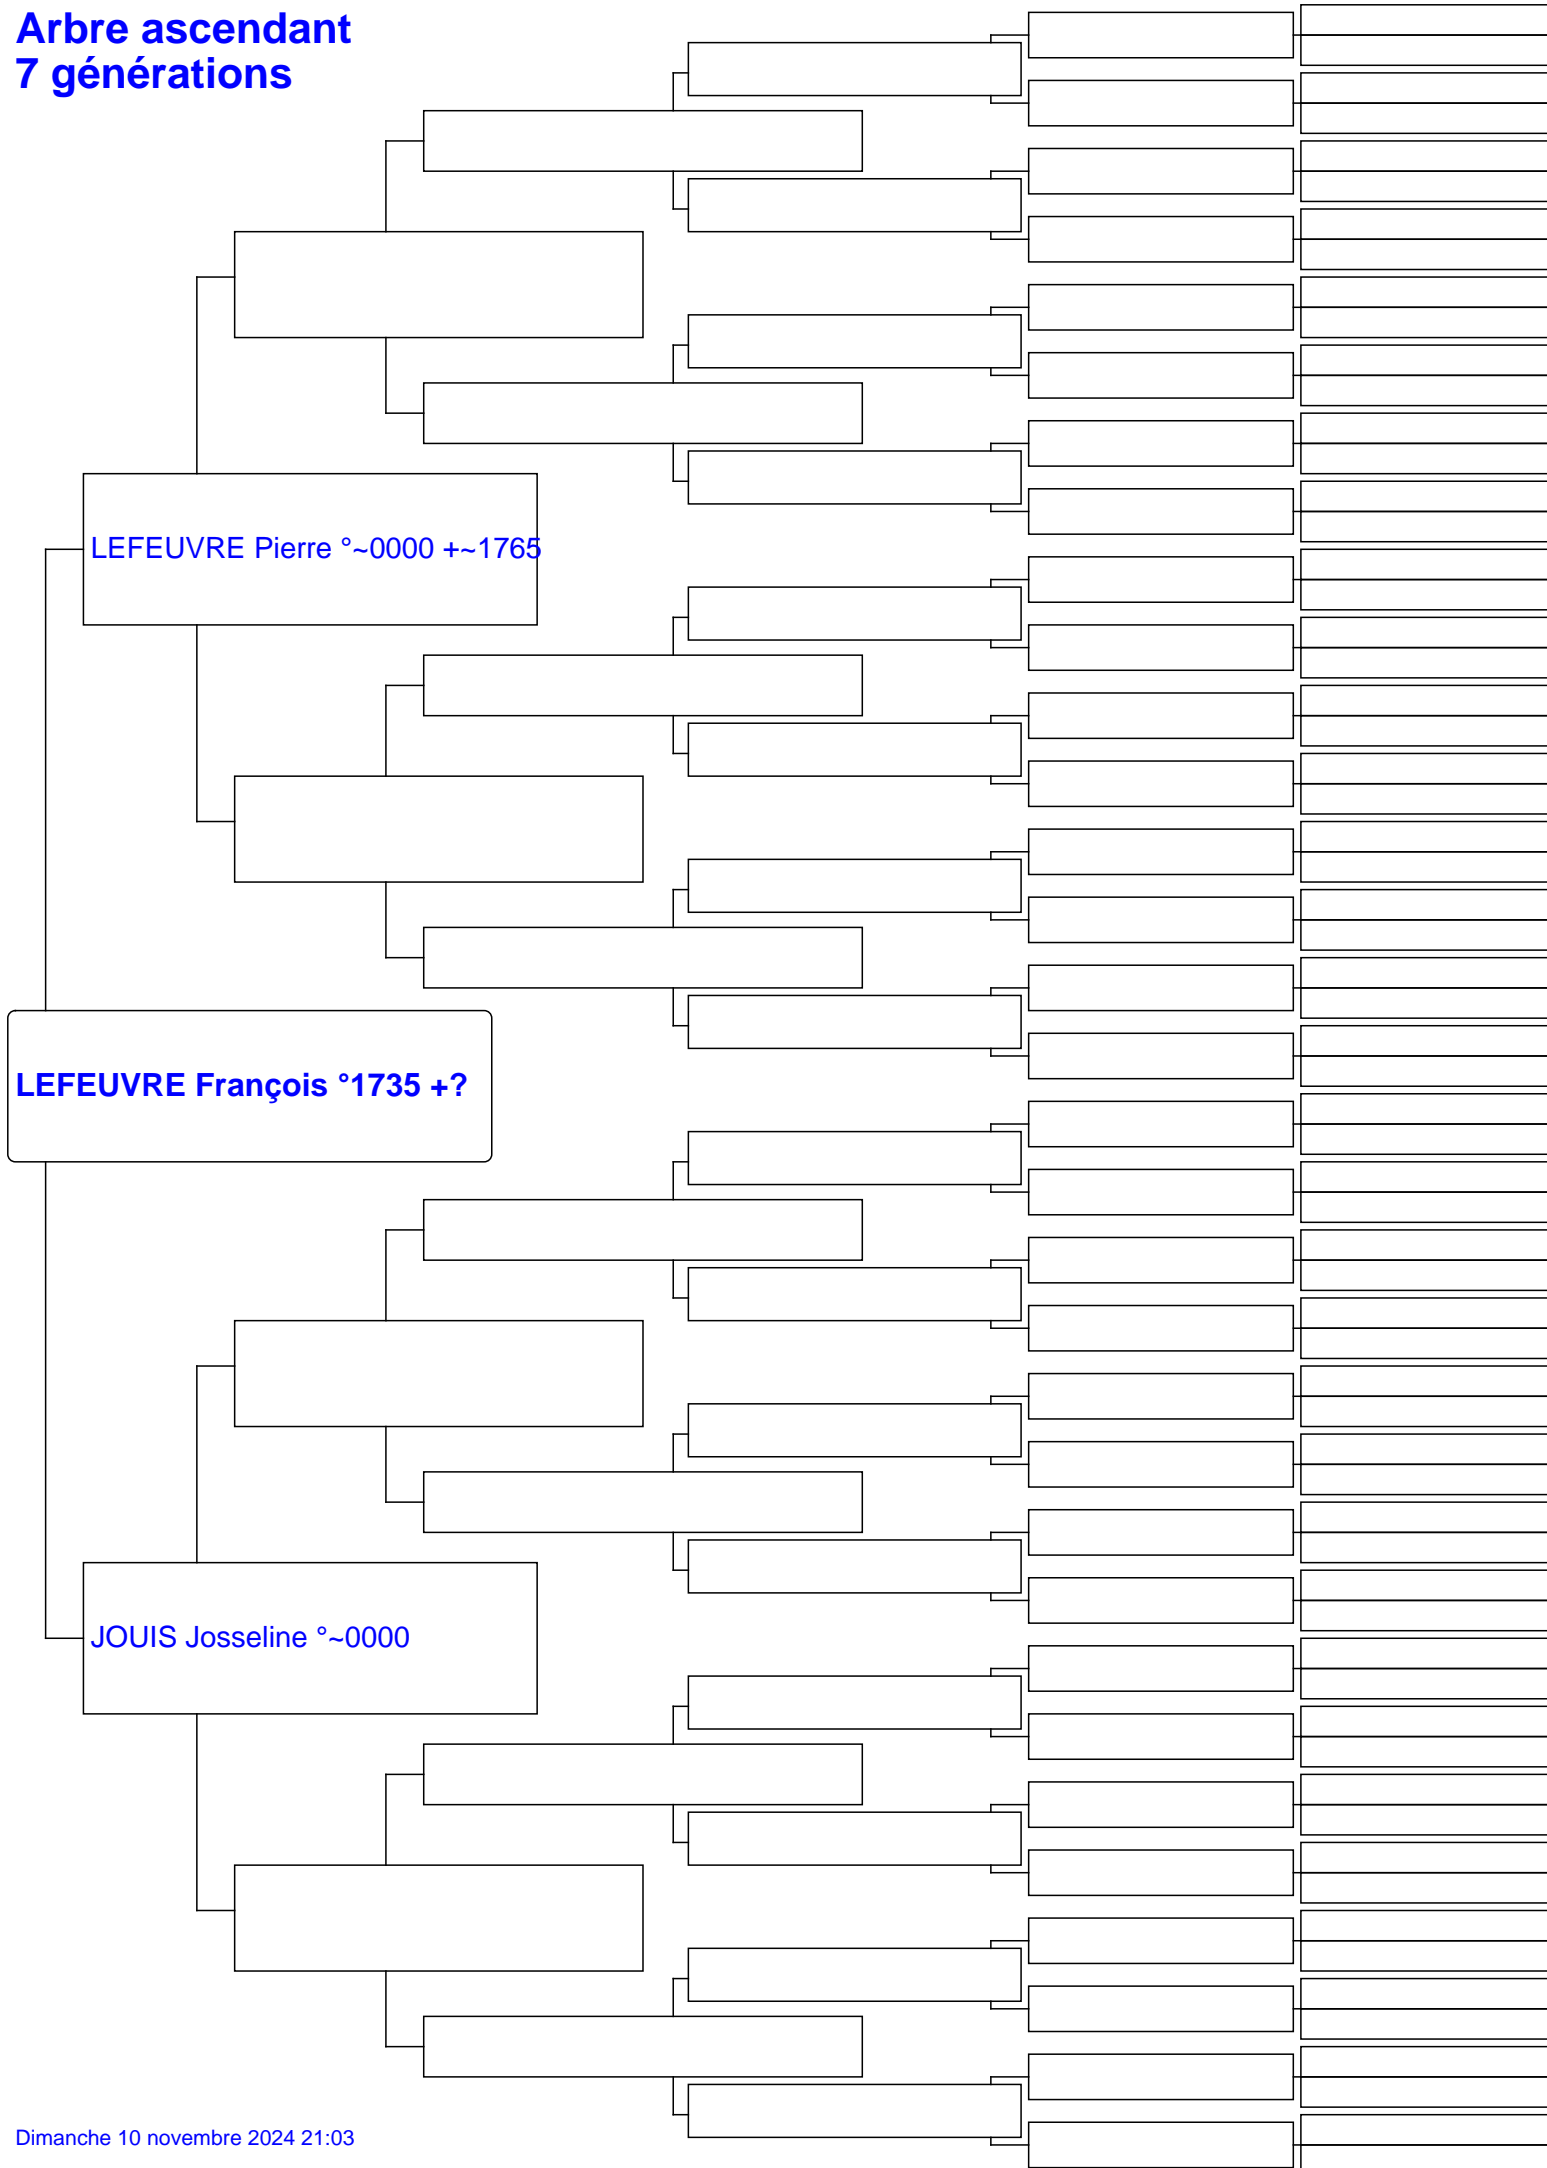 Arbre ascendant
7 générations
LEFEUVRE Pierre °~0000 +~1765
LEFEUVRE François °1735 +?
JOUIS Josseline °~0000
Dimanche 10 novembre 2024 21:03